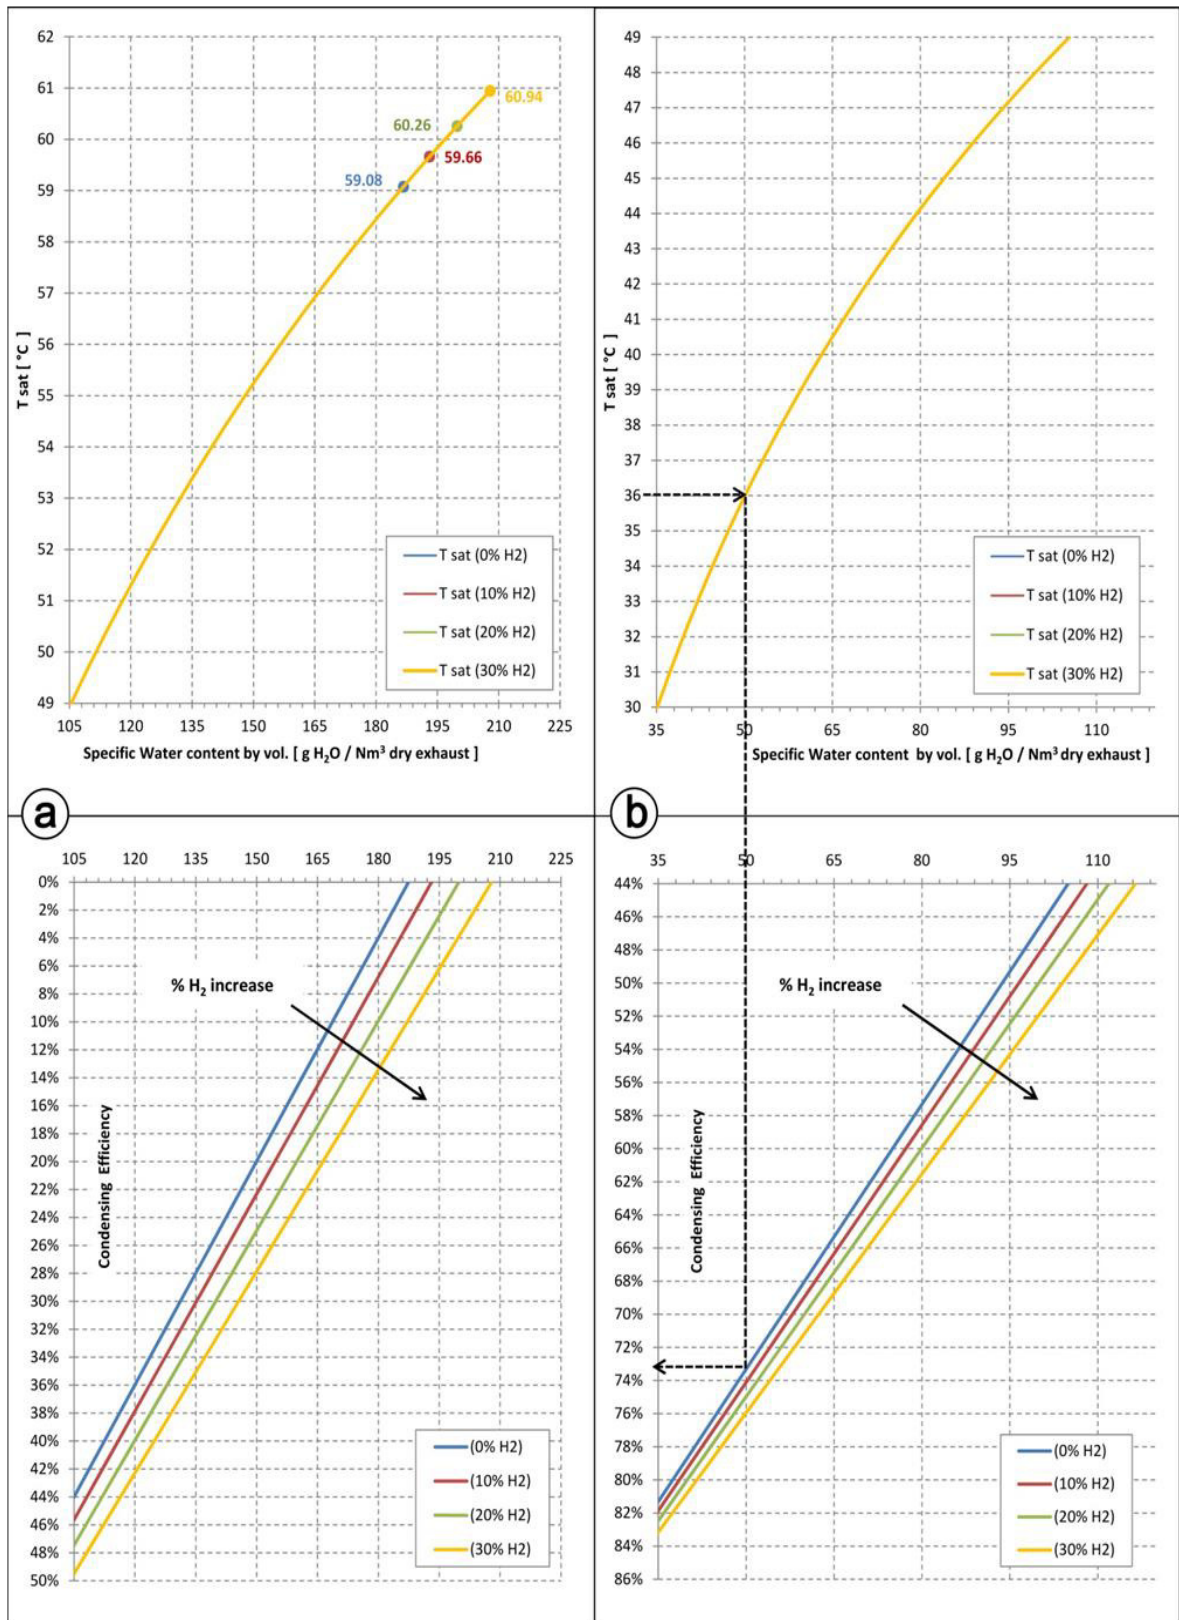 62
61
60
59
58
57
56
55
54
53
52
51
50
49
T sat [ °C ]
60.94
60.26
59.66
59.08
T sat (0% H2)
T sat (10% H2)
T sat (20% H2)
T sat (30% H2)
105 120 135 150 165 180 195 210 225
Specific Water content by vol. [ g H₂O / Nm³ dry exhaust ]
49
48
47
46
45
44
43
42
41
40
39
38
37
36
35
34
33
32
31
30
T sat [ °C ]
T sat (0% H2)
T sat (10% H2)
T sat (20% H2)
T sat (30% H2)
35 50 65 80 95 110
Specific Water content by vol. [ g H₂O / Nm³ dry exhaust ]
a
105 120 135 150 165 180 195 210 225
0%
2%
4%
6%
8%
10%
12%
14%
16%
18%
20%
22%
24%
26%
28%
30%
32%
34%
36%
38%
40%
42%
44%
46%
48%
50%
% H₂ increase
Condensing Efficiency
(0% H2)
(10% H2)
(20% H2)
(30% H2)
b
35 50 65 80 95 110
44%
46%
48%
50%
52%
54%
56%
58%
60%
62%
64%
66%
68%
70%
72%
74%
76%
78%
80%
82%
84%
86%
% H₂ increase
Condensing Efficiency
(0% H2)
(10% H2)
(20% H2)
(30% H2)